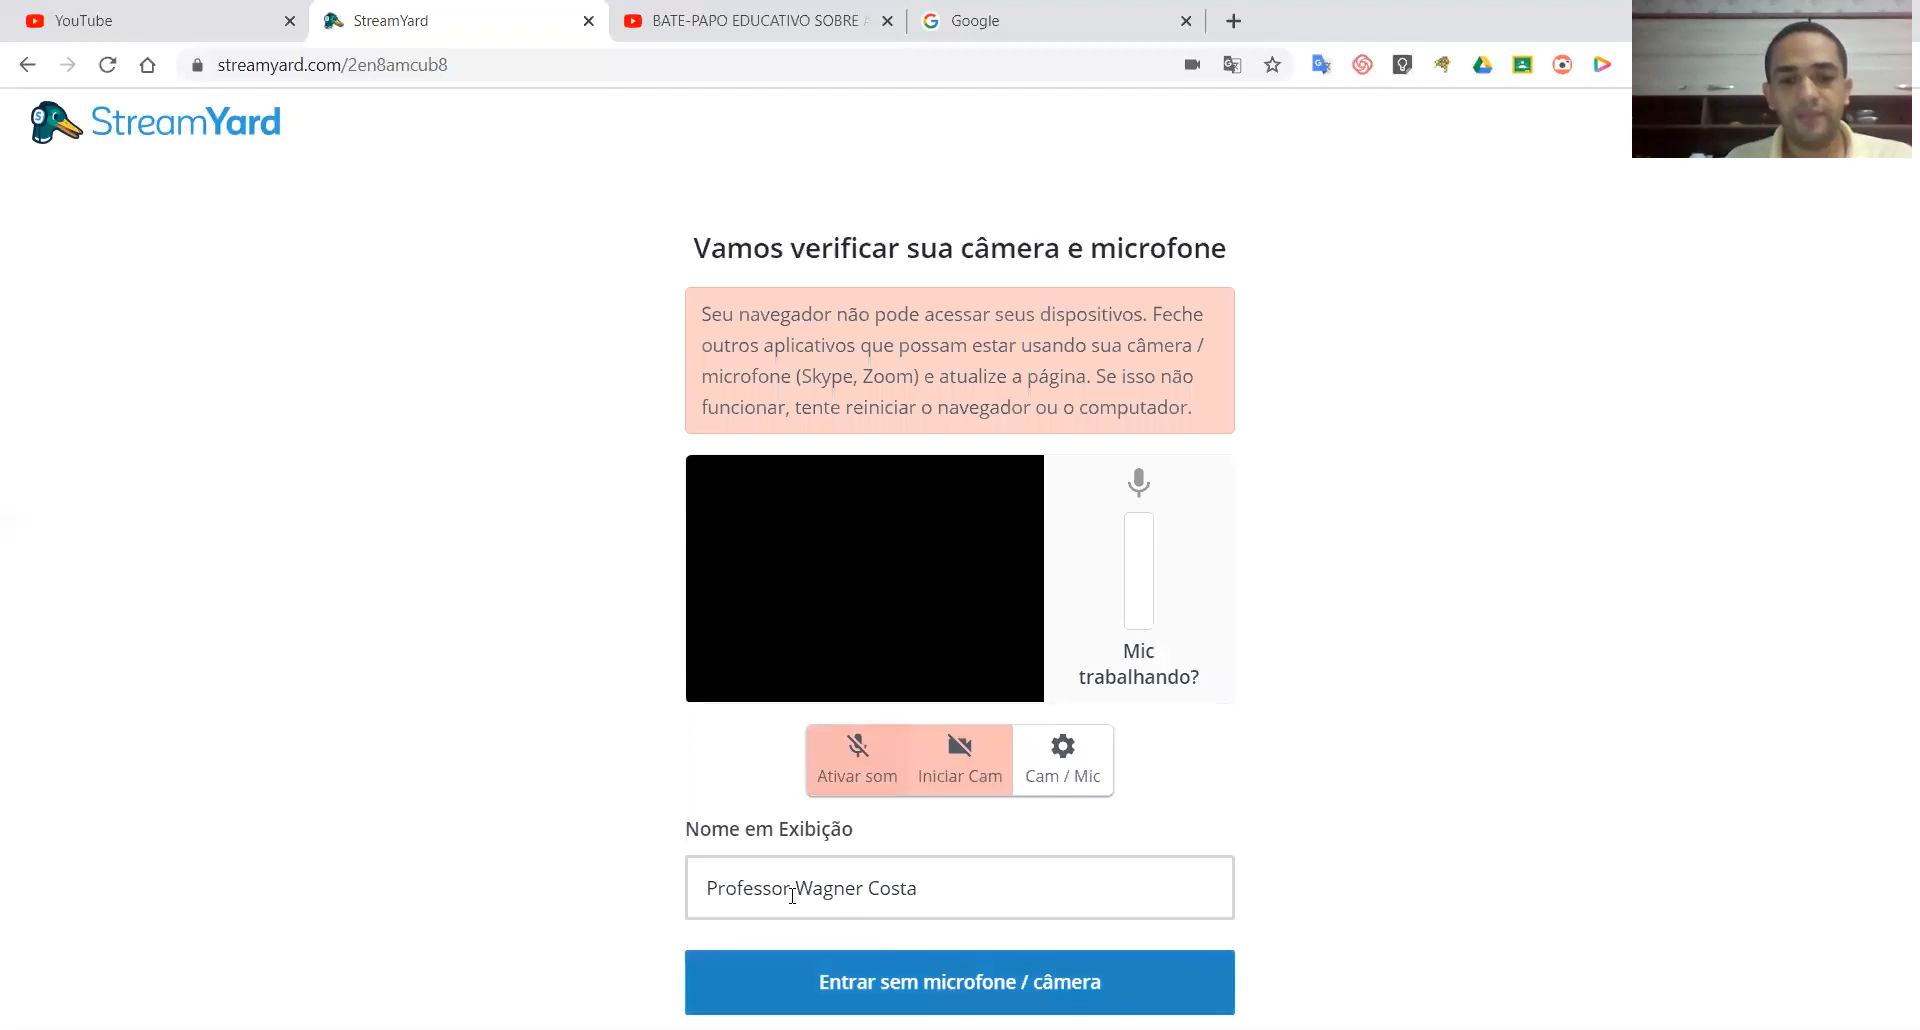 YouTube
StreamYard
BATE-PAPO EDUCATIVO SOBRE A
Google
streamyard.com/2en8amcub8
StreamYard
Vamos verificar sua câmera e microfone
Seu navegador não pode acessar seus dispositivos. Feche
outros aplicativos que possam estar usando sua câmera /
microfone (Skype, Zoom) e atualize a página. Se isso não
funcionar, tente reiniciar o navegador ou o computador.
Mic
trabalhando?
Ativar som
Iniciar Cam
Cam / Mic
Nome em Exibição
Professor Wagner Costa
Entrar sem microfone / câmera